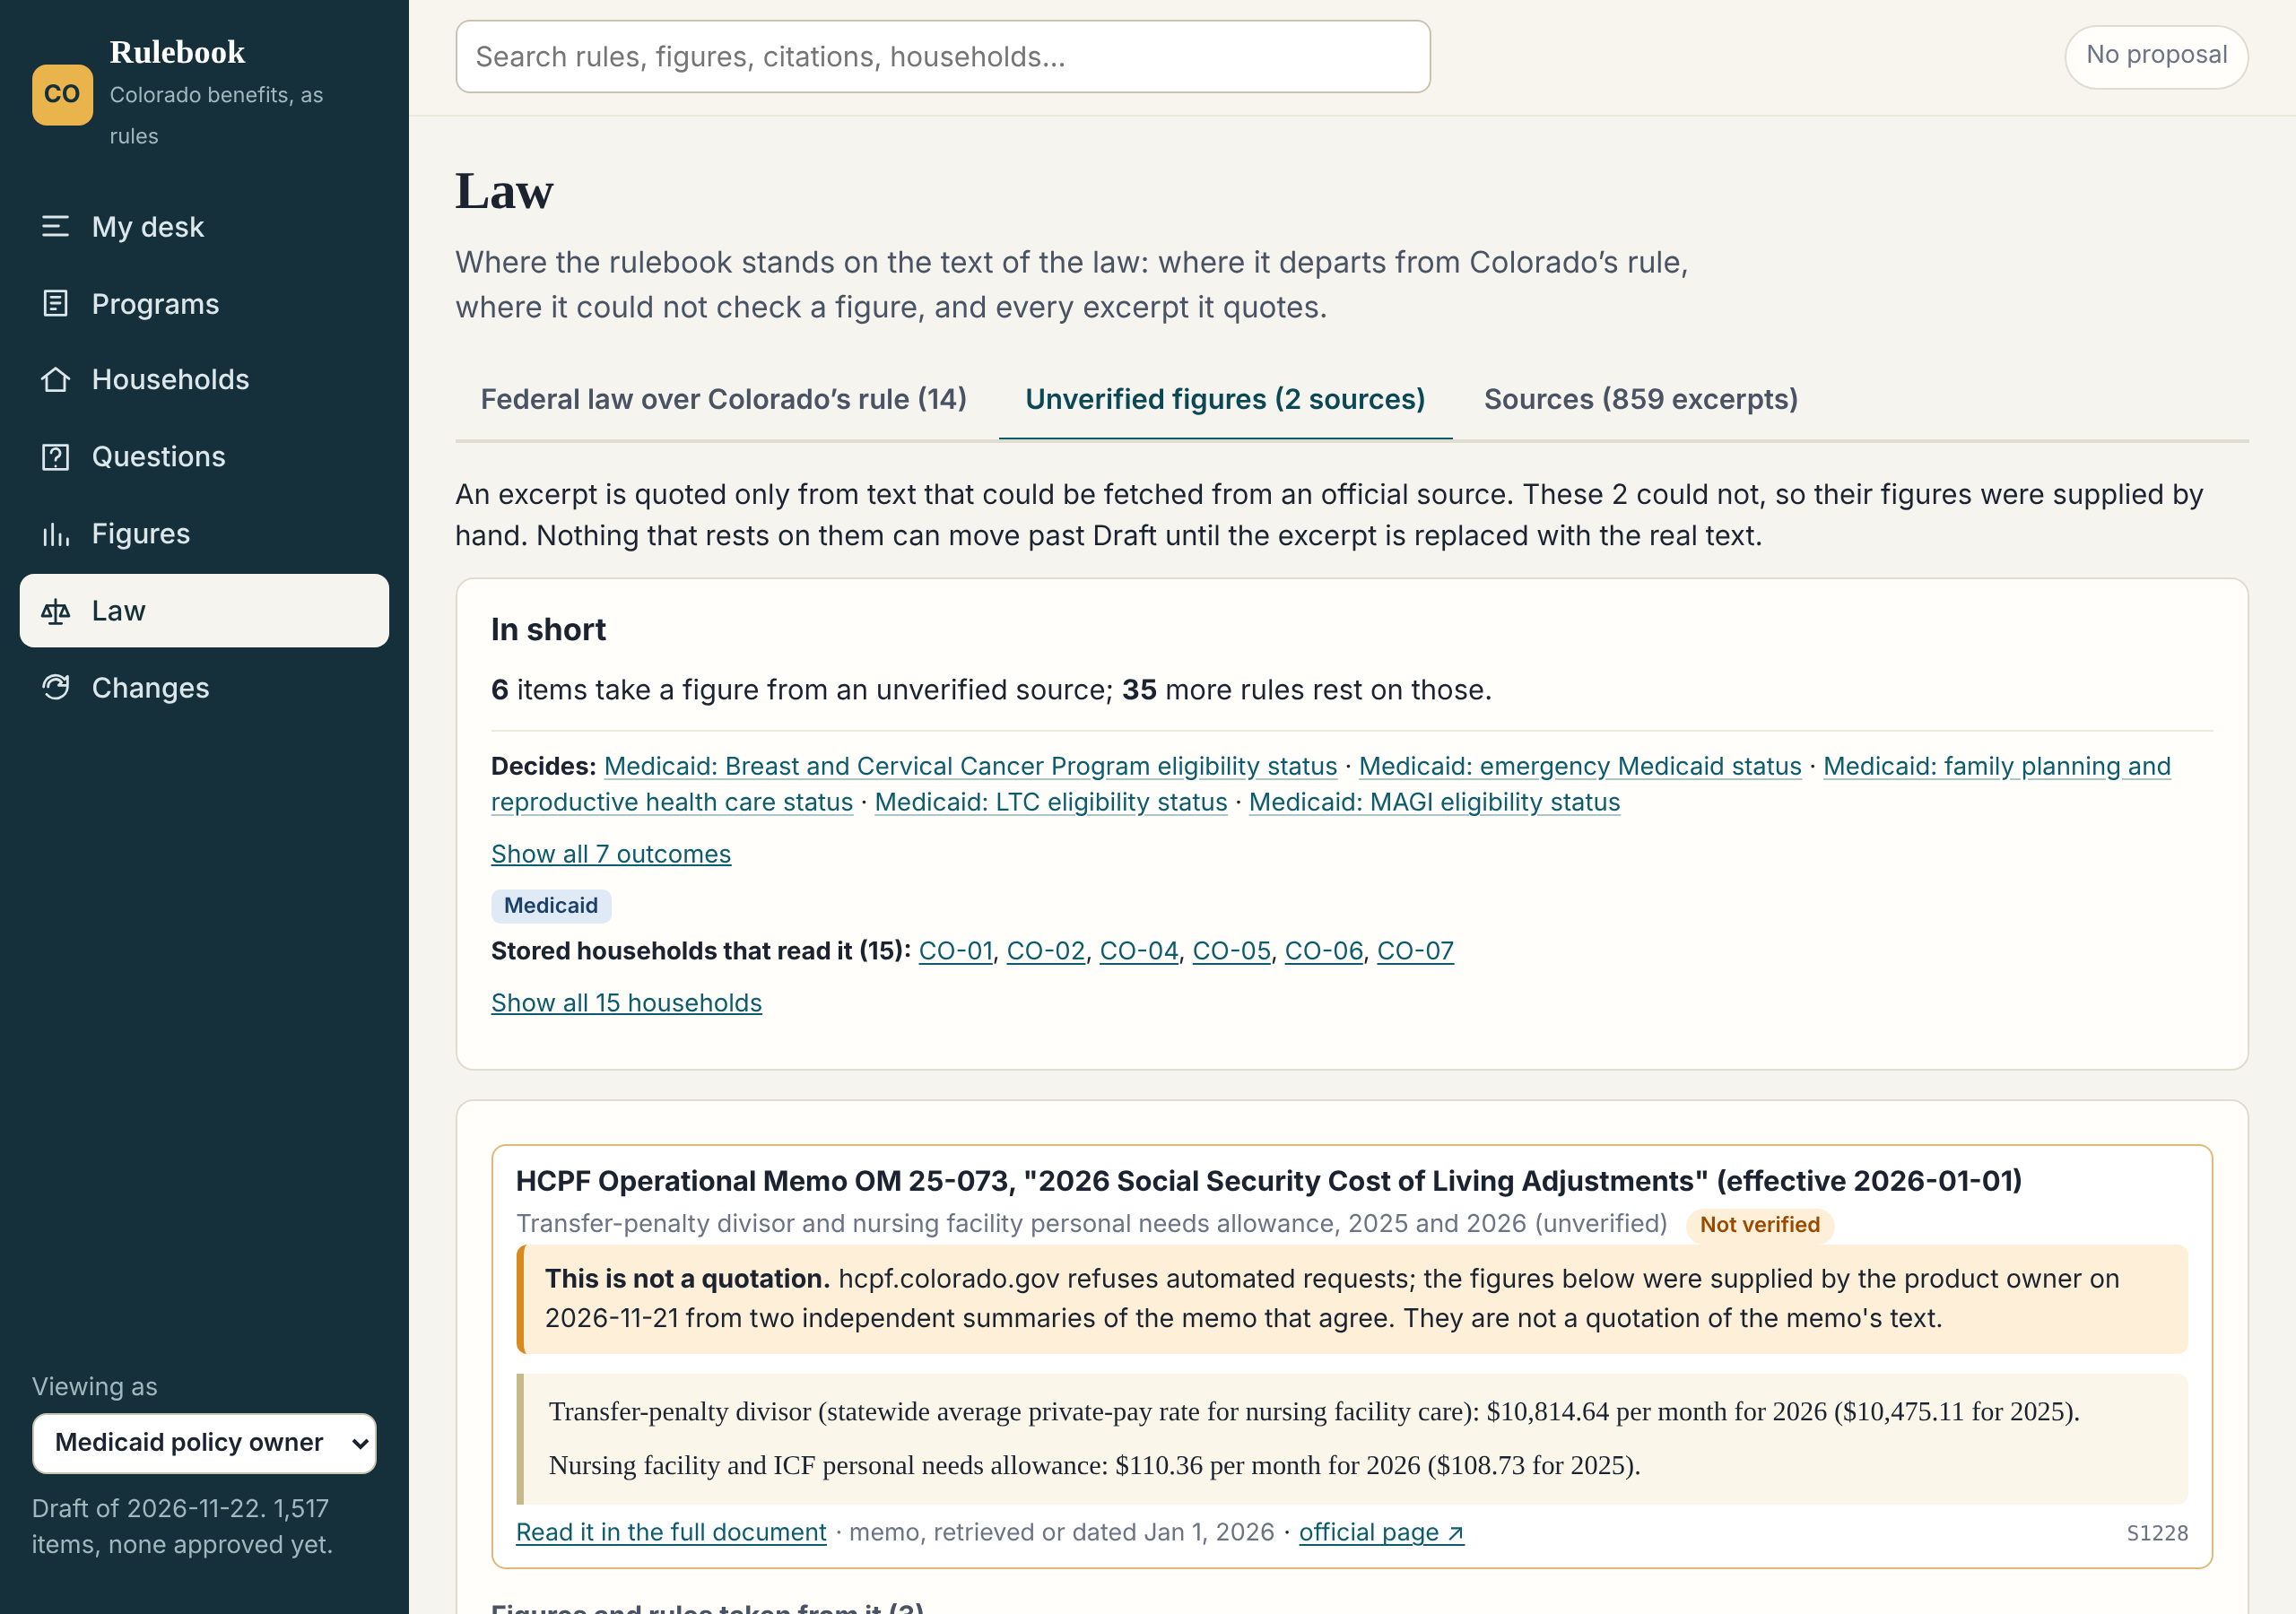 CO
Rulebook
Colorado benefits, as
rules
My desk
Programs
Households
Questions
Figures
Law
Changes
Viewing as
Medicaid policy owner
Draft of 2026-11-22. 1,517
items, none approved yet.
Search rules, figures, citations, households...
No proposal
Law
Where the rulebook stands on the text of the law: where it departs from Colorado’s rule,
where it could not check a figure, and every excerpt it quotes.
Federal law over Colorado’s rule (14)
Unverified figures (2 sources)
Sources (859 excerpts)
An excerpt is quoted only from text that could be fetched from an official source. These 2 could not, so their figures were supplied by
hand. Nothing that rests on them can move past Draft until the excerpt is replaced with the real text.
In short
6 items take a figure from an unverified source; 35 more rules rest on those.
Decides: Medicaid: Breast and Cervical Cancer Program eligibility status · Medicaid: emergency Medicaid status · Medicaid: family planning and
reproductive health care status · Medicaid: LTC eligibility status · Medicaid: MAGI eligibility status
Show all 7 outcomes
Medicaid
Stored households that read it (15): CO-01, CO-02, CO-04, CO-05, CO-06, CO-07
Show all 15 households
HCPF Operational Memo OM 25-073, "2026 Social Security Cost of Living Adjustments" (effective 2026-01-01)
Transfer-penalty divisor and nursing facility personal needs allowance, 2025 and 2026 (unverified) Not verified
This is not a quotation. hcpf.colorado.gov refuses automated requests; the figures below were supplied by the product owner on
2026-11-21 from two independent summaries of the memo that agree. They are not a quotation of the memo's text.
Transfer-penalty divisor (statewide average private-pay rate for nursing facility care): $10,814.64 per month for 2026 ($10,475.11 for 2025).
Nursing facility and ICF personal needs allowance: $110.36 per month for 2026 ($108.73 for 2025).
Read it in the full document · memo, retrieved or dated Jan 1, 2026 · official page ↗
S1228
Figures and rules taken from it (3)